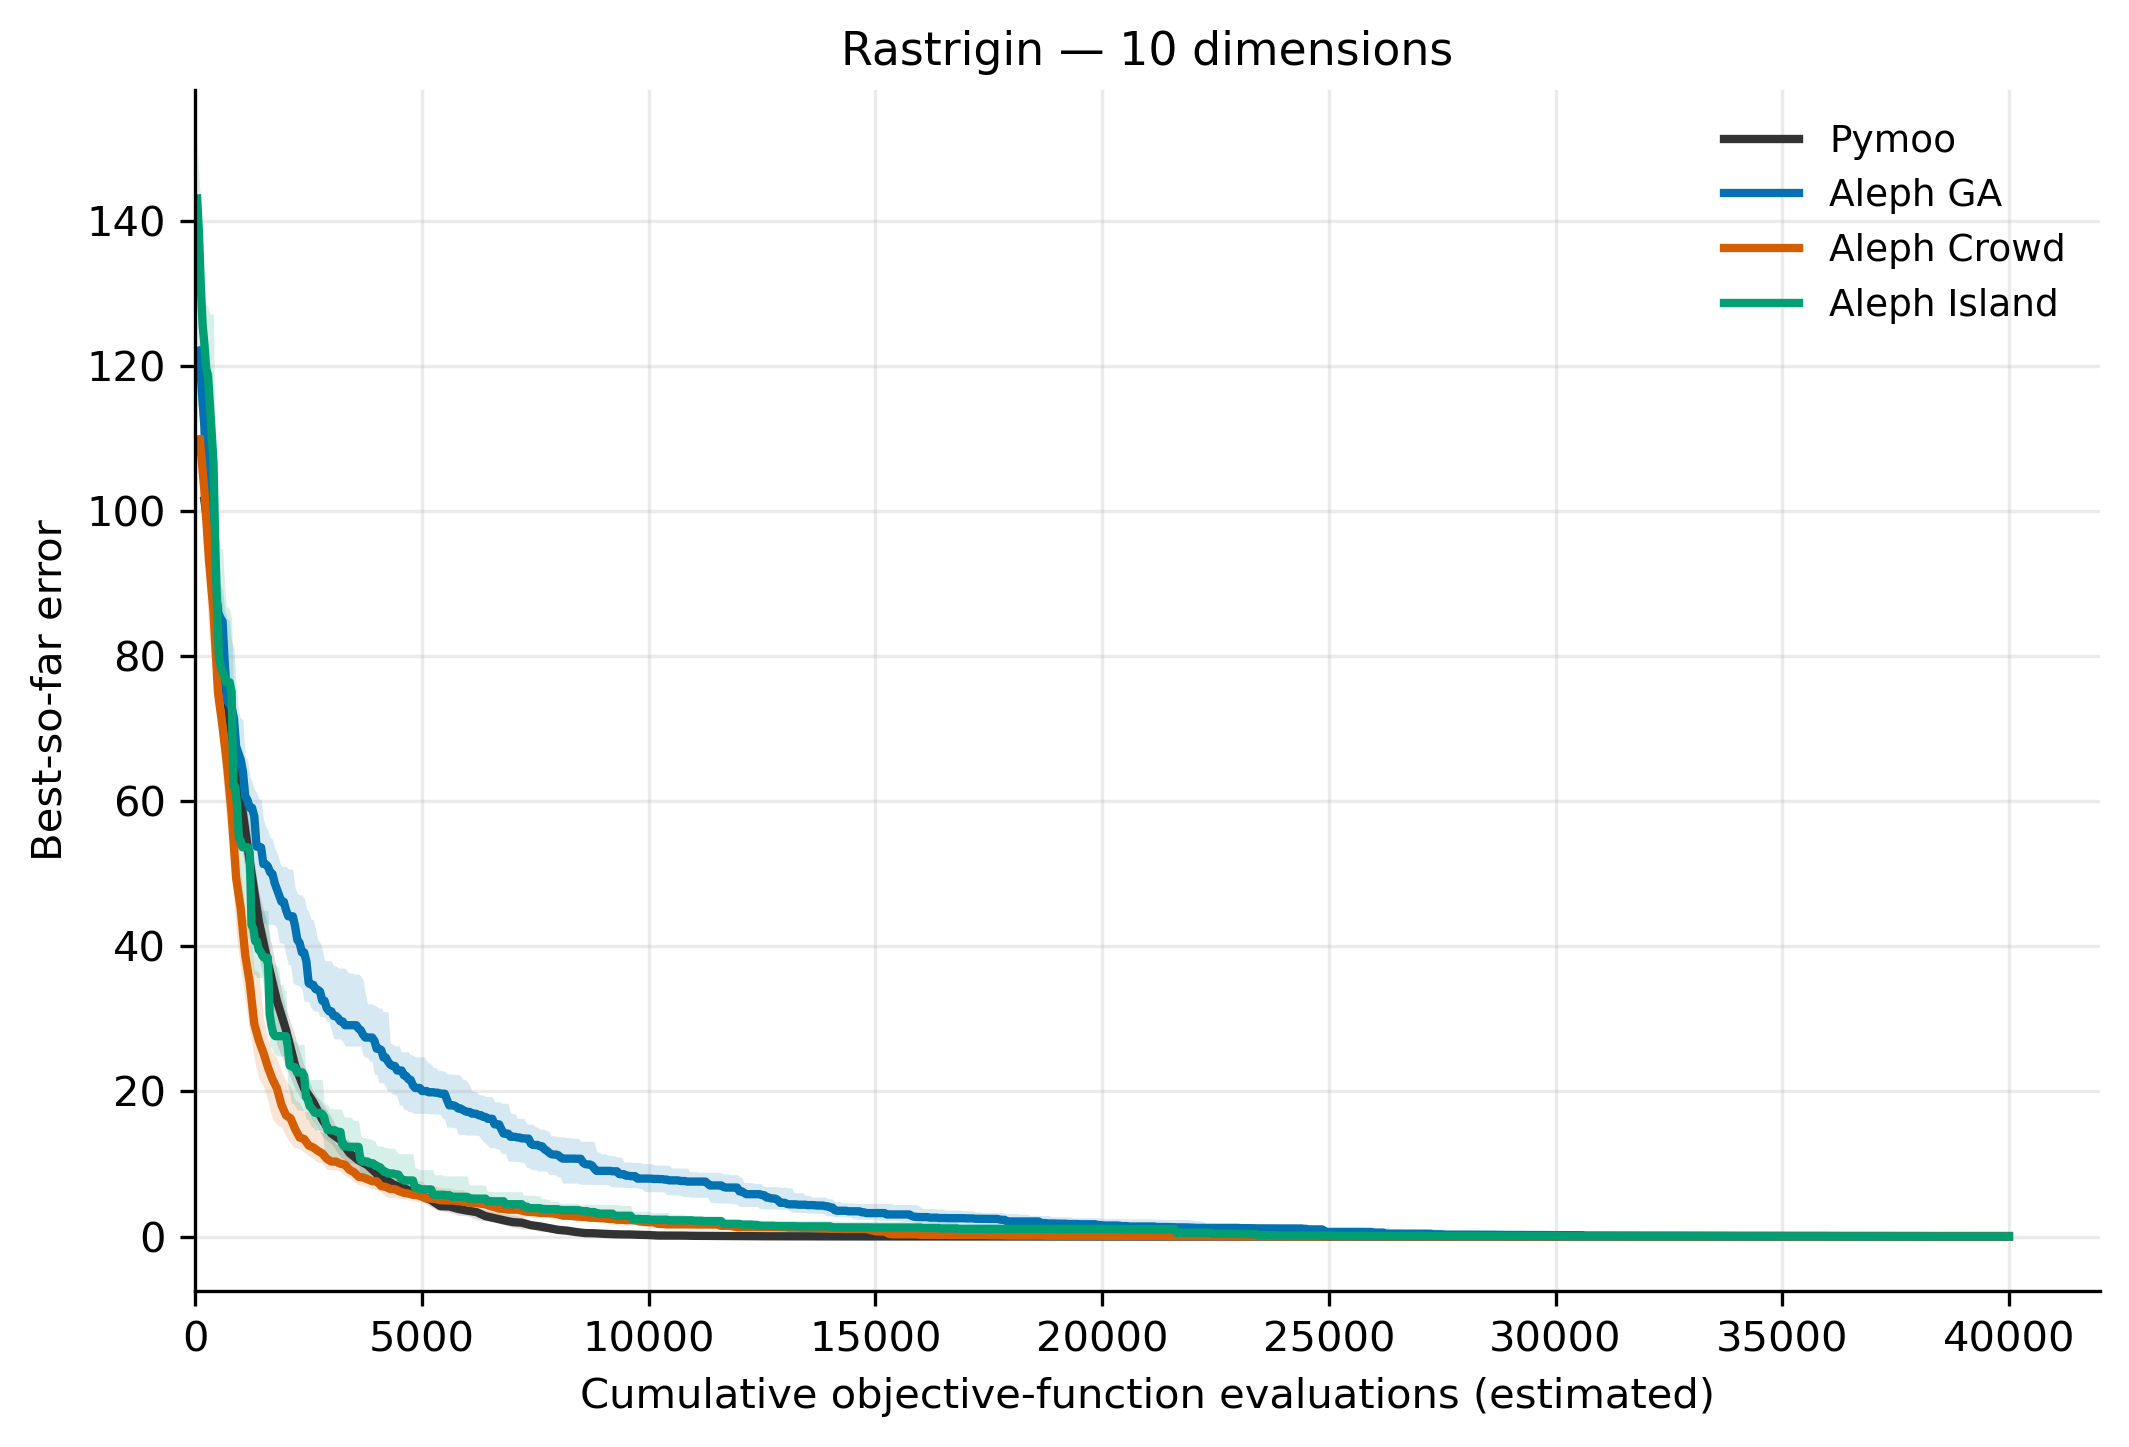 Rastrigin — 10 dimensions
Pymoo
Aleph GA
Aleph Crowd
Aleph Island
Best-so-far error
140
120
100
80
60
40
20
0
0 5000 10000 15000 20000 25000 30000 35000 40000
Cumulative objective-function evaluations (estimated)